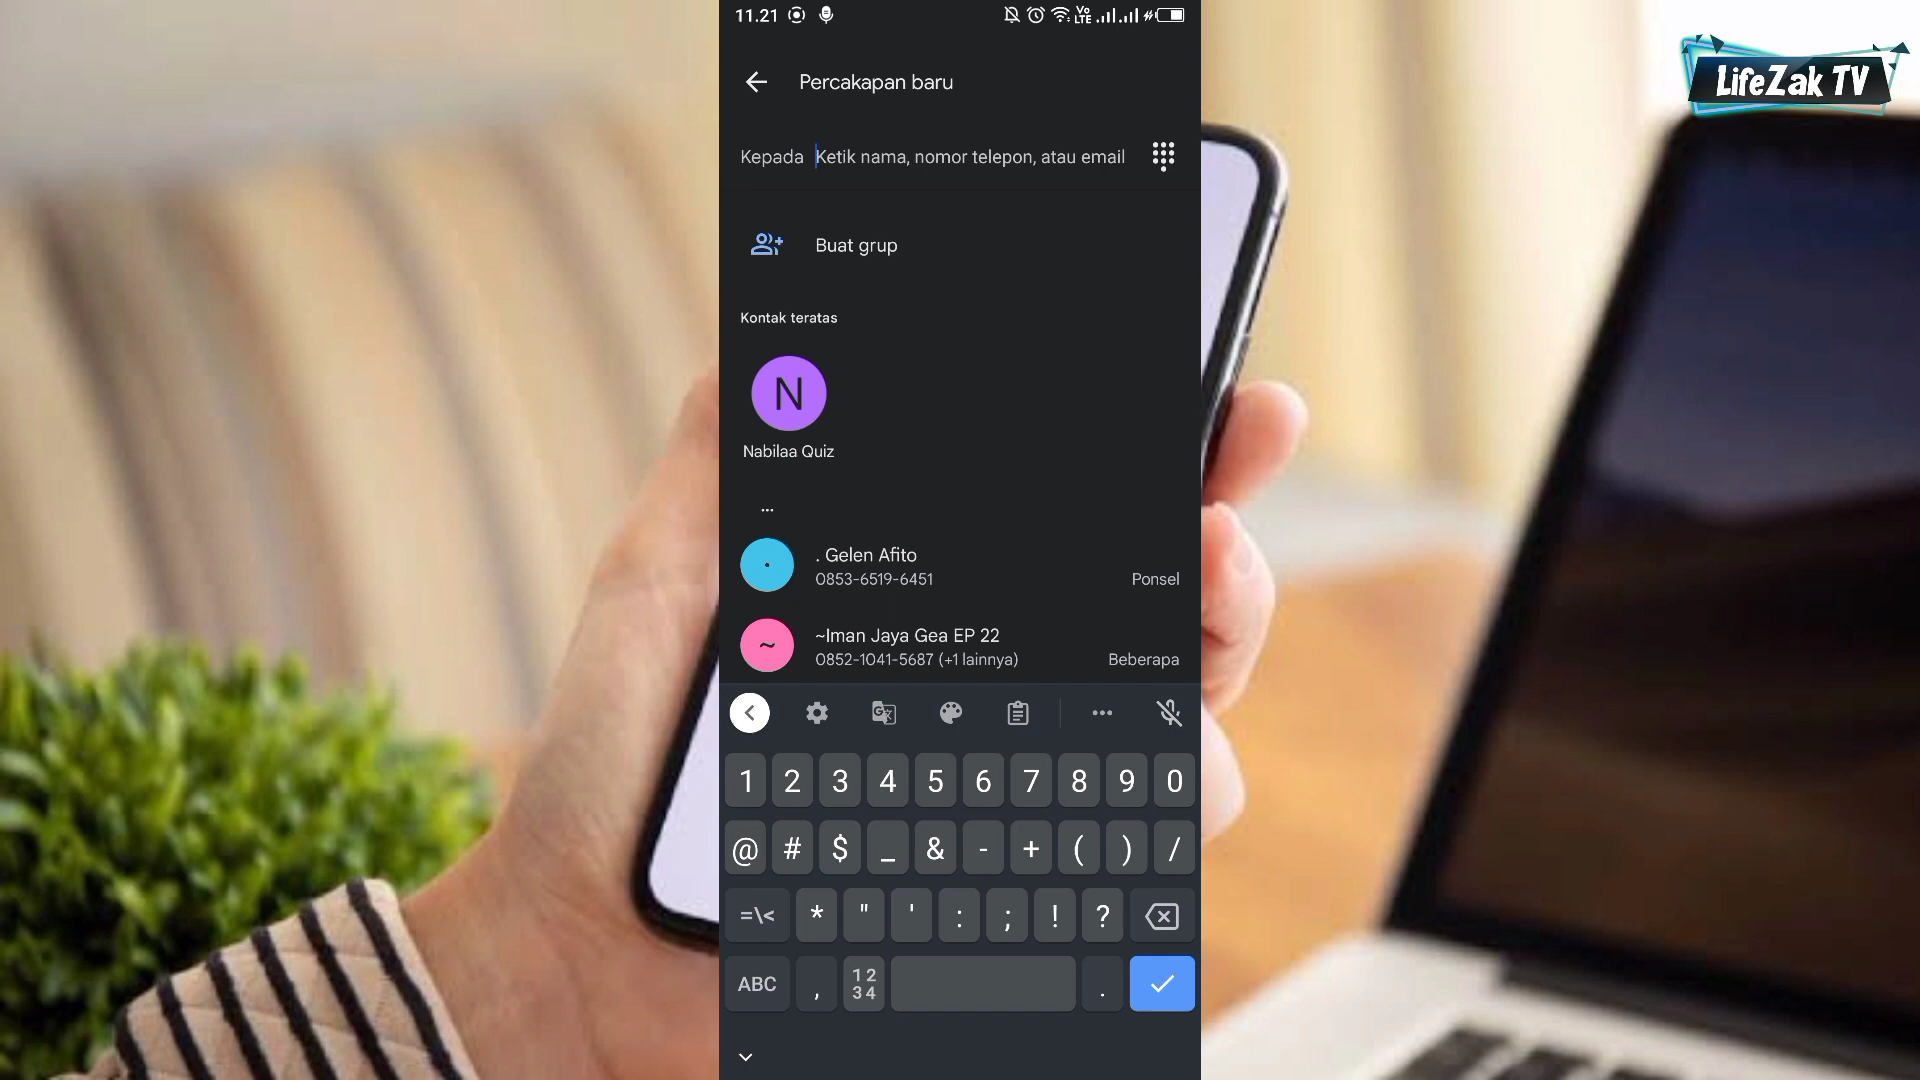 11.21
Vo
LTE
LifeZak TV
Percakapan baru
Kepada Ketik nama, nomor telepon, atau email
Buat grup
Kontak teratas
N
Nabilaa Quiz
...
. Gelen Afito
0853-6519-6451 Ponsel
~ ~Iman Jaya Gea EP 22
0852-1041-5687 (+1 lainnya) Beberapa
1 2 3 4 5 6 7 8 9 0
@ # $ _ & - + ( ) /
=\< * " ' : ; ! ?
ABC , 12 .
34